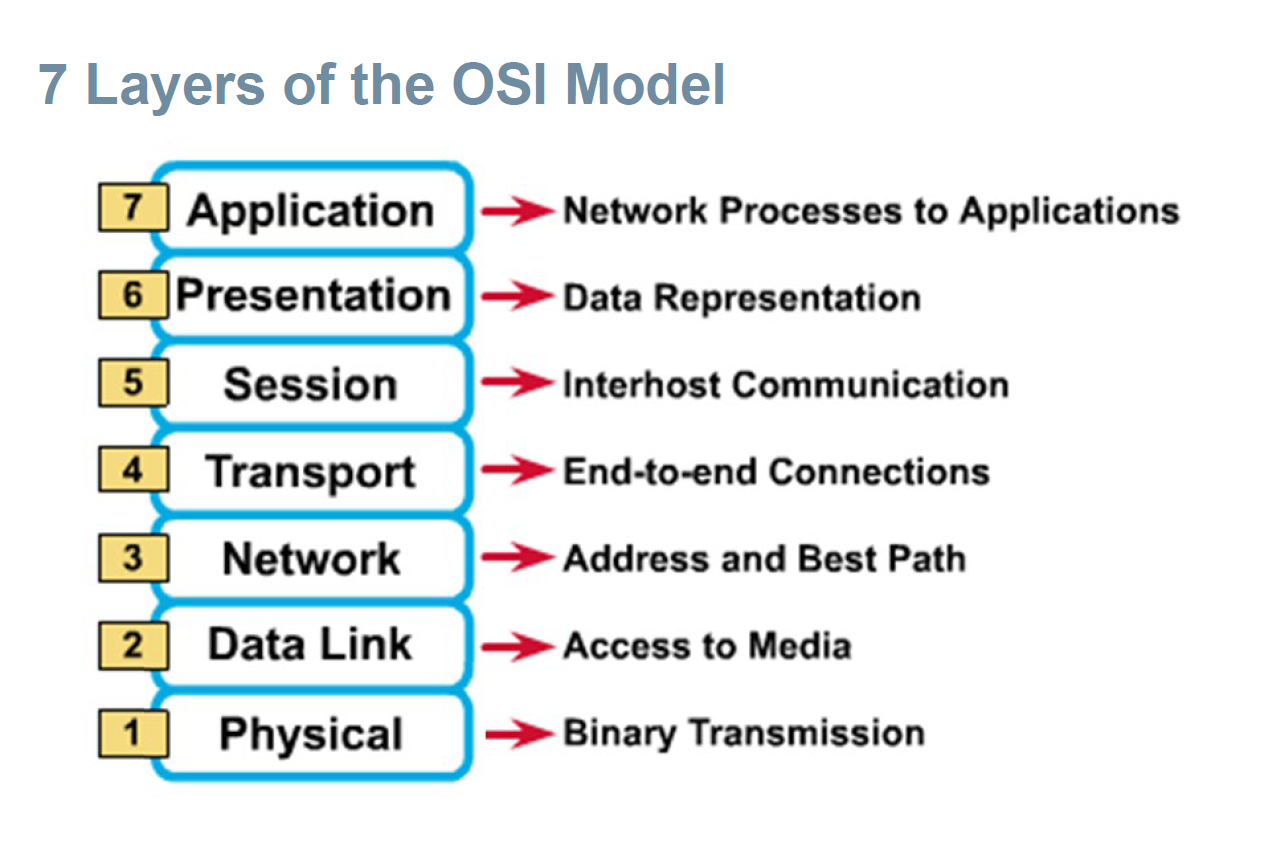 7 Layers of the OSI Model
7 Application Network Processes to Applications
6 Presentation Data Representation
5 Session Interhost Communication
4 Transport End-to-end Connections
3 Network Address and Best Path
2 Data Link Access to Media
1 Physical Binary Transmission